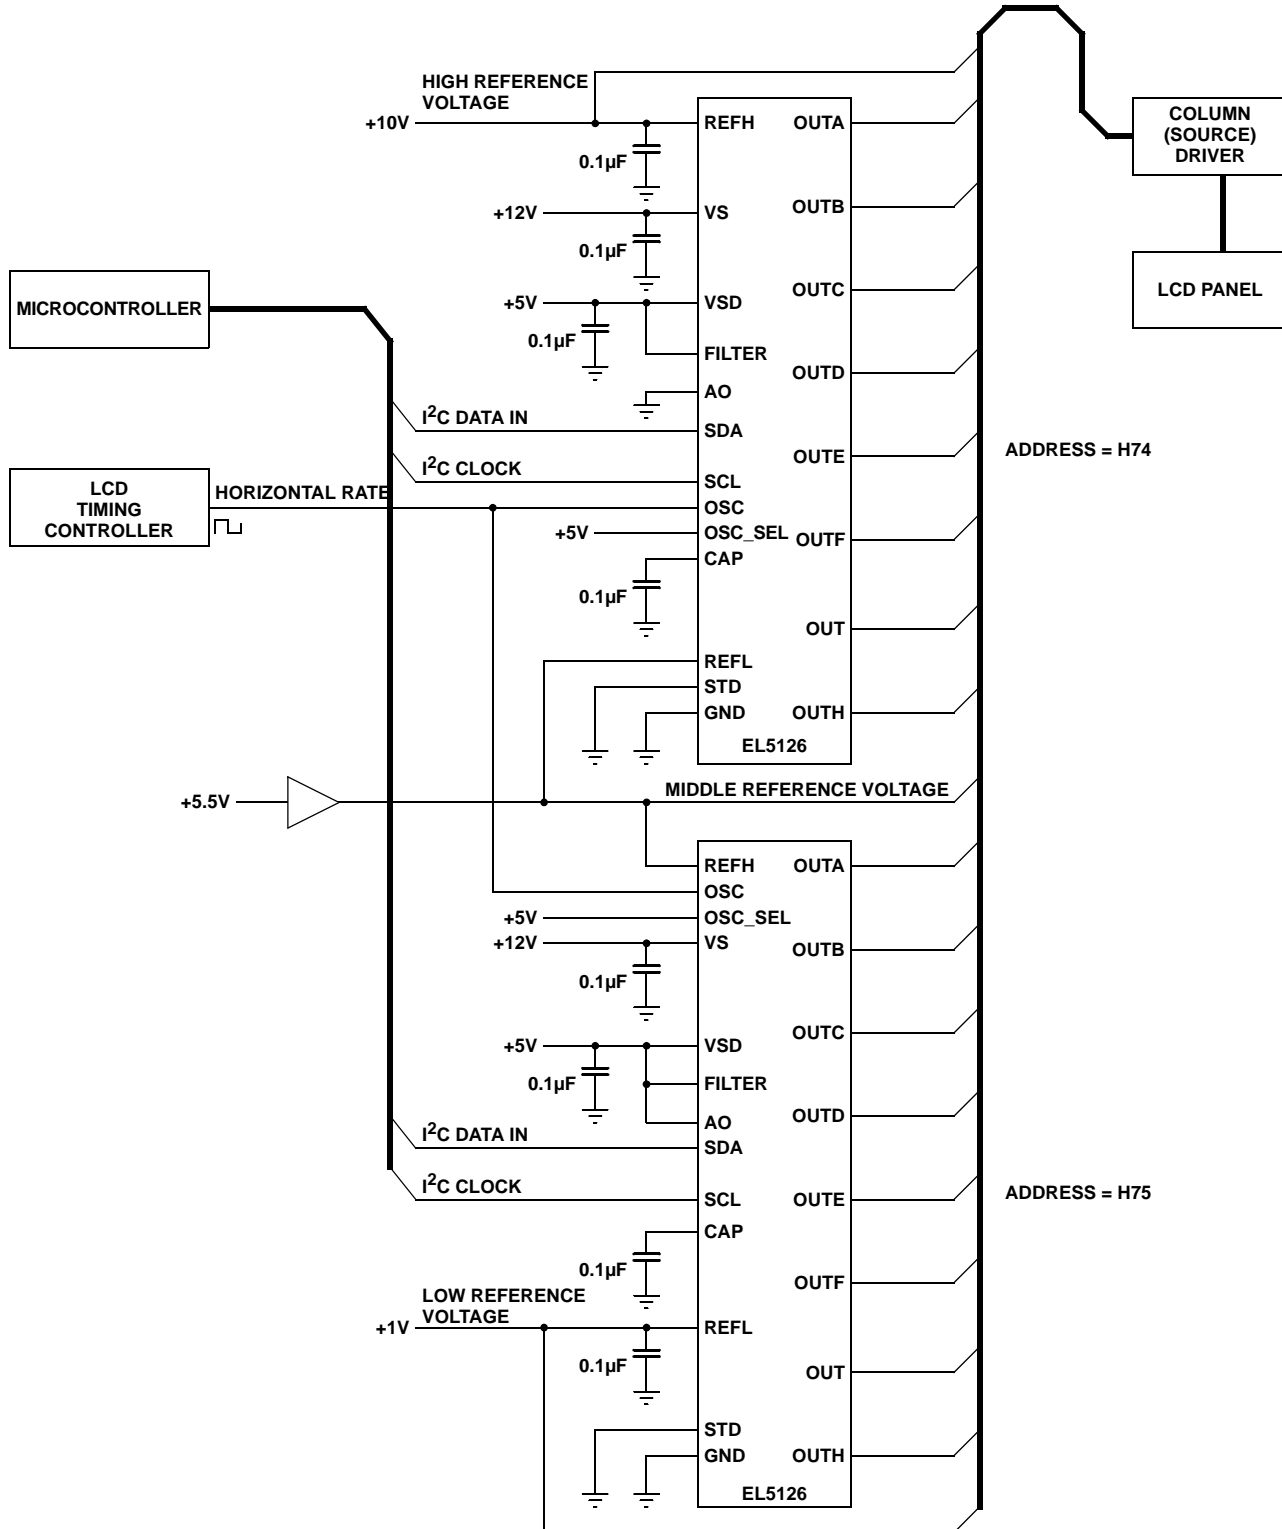 HIGH REFERENCE
VOLTAGE
+10V
REFH
OUTA
0.1µF
+12V
VS
OUTB
0.1µF
+5V
VSD
OUTC
0.1µF
FILTER
OUTD
AO
I²C DATA IN
SDA
OUTE
I²C CLOCK
SCL
HORIZONTAL RATE
OSC
+5V
OSC_SEL
OUTF
CAP
0.1µF
OUT
REFL
STD
GND
OUTH
EL5126
COLUMN
(SOURCE)
DRIVER
LCD PANEL
MICROCONTROLLER
LCD
TIMING
CONTROLLER
ADDRESS = H74
+5.5V
MIDDLE REFERENCE VOLTAGE
REFH
OUTA
OSC
+5V
OSC_SEL
+12V
VS
OUTB
0.1µF
OUTC
+5V
VSD
0.1µF
FILTER
OUTD
AO
I²C DATA IN
SDA
I²C CLOCK
SCL
OUTE
ADDRESS = H75
CAP
0.1µF
OUTF
LOW REFERENCE
VOLTAGE
+1V
REFL
0.1µF
OUT
STD
GND
OUTH
EL5126